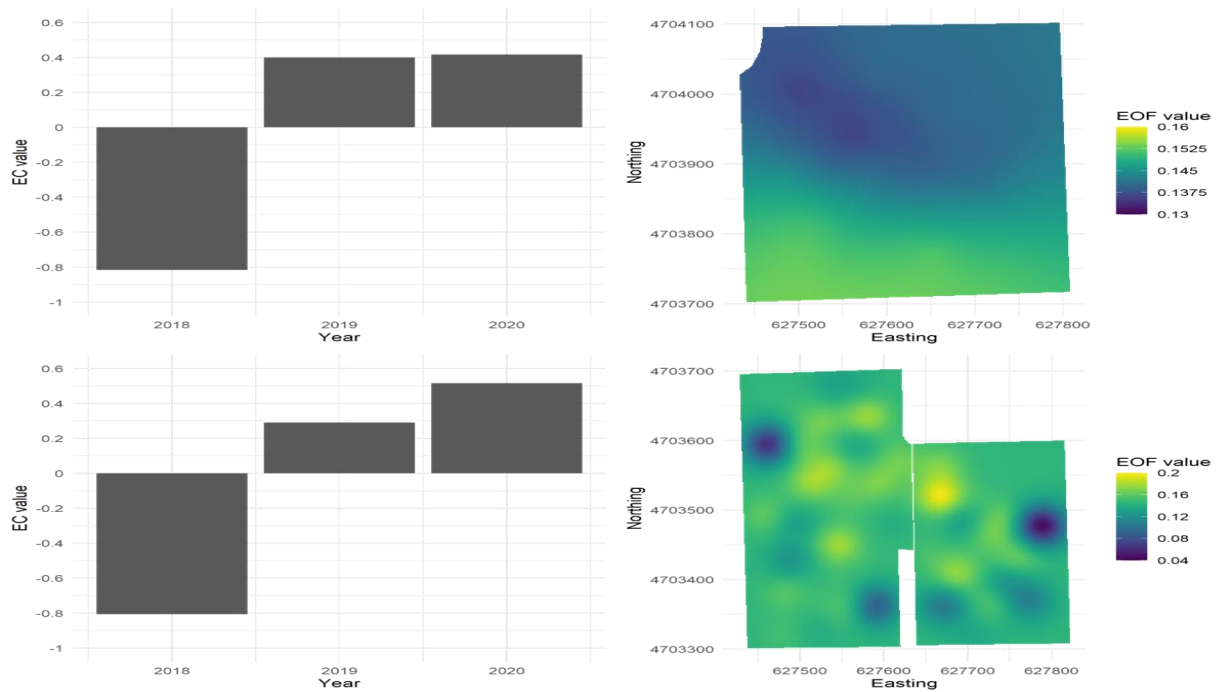 0.6
0.4
0.2
0
-0.2
-0.4
-0.6
-0.8
-1
EC value
2018 2019 2020
Year
4704100
4704000
4703900
4703800
4703700
Northing
627500 627600 627700 627800
Easting
EOF value
0.16
0.1525
0.145
0.1375
0.13
0.6
0.4
0.2
0
-0.2
-0.4
-0.6
-0.8
-1
EC value
2018 2019 2020
Year
4703700
4703600
4703500
4703400
4703300
Northing
627500 627600 627700 627800
Easting
EOF value
0.2
0.16
0.12
0.08
0.04